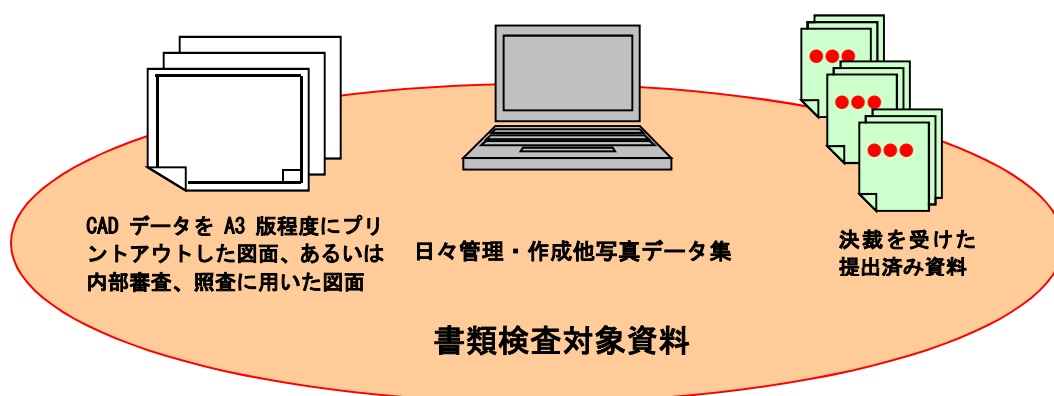 CAD データを A3 版程度にプリ
ントアウトした図面、あるいは
内部審査、照査に用いた図面
日々管理・作成他写真データ集
決裁を受けた
提出済み資料
書類検査対象資料